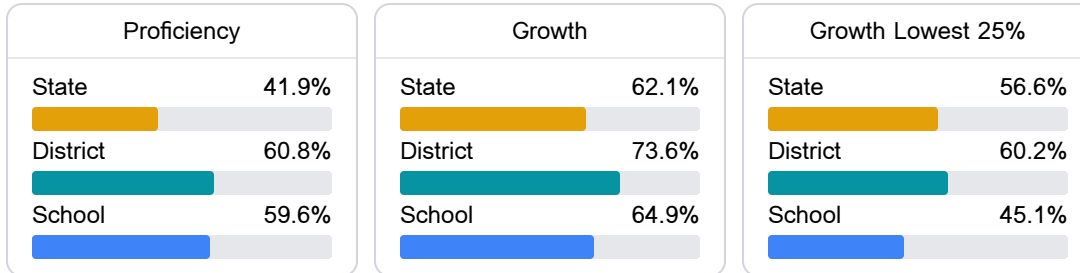 Proficiency
State 41.9%
District 60.8%
School 59.6%
Growth
State 62.1%
District 73.6%
School 64.9%
Growth Lowest 25%
State 56.6%
District 60.2%
School 45.1%